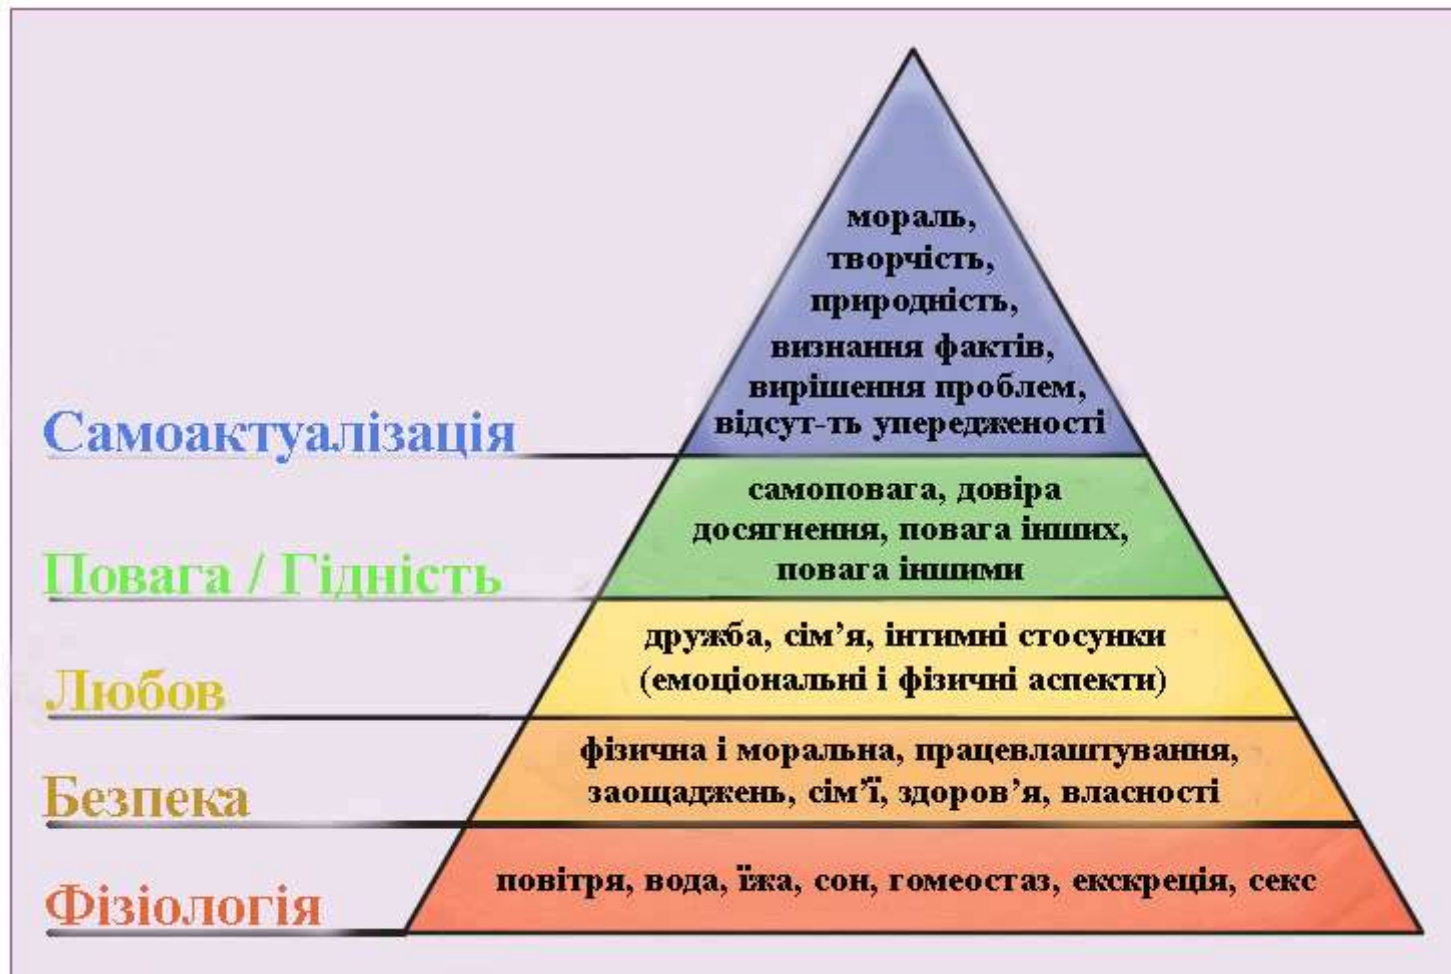 мораль,
творчість,
природність,
визнання фактів,
вирішення проблем,
відсут-ть упередженості
Самоактуалізація
самоповага, довіра
досягнення, повага інших,
повага іншими
Повага / Гідність
дружба, сім’я, інтимні стосунки
(емоціональні і фізичні аспекти)
Любов
фізична і моральна, працевлаштування,
заощаджень, сім’ї, здоров’я, власності
Безпека
повітря, вода, їжа, сон, гомеостаз, екскреція, секс
Фізіологія